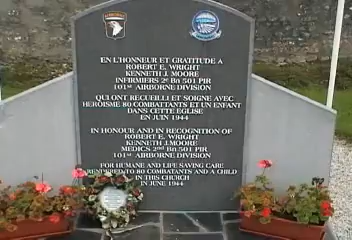 EN L'HONNEUR ET GRATITUDE A
ROBERT E. WRIGHT
KENNETH J. MOORE
INFIRMIERS 2e Bn 501 PIR
101st AIRBORNE DIVISION
QUI ONT RECUEILLI ET SOIGNE AVEC
HEROISME 80 COMBATTANTS ET UN ENFANT
DANS CETTE EGLISE
EN JUIN 1944
IN HONOUR AND IN RECOGNITION OF
ROBERT E. WRIGHT
KENNETH J.MOORE
MEDICS 2ND Bn 501 PIR
101st AIRBORNE DIVISION
FOR HUMANE AND LIFE SAVING CARE
RENDERED TO 80 COMBATANTS AND A CHILD
IN THIS CHURCH
IN JUNE 1944